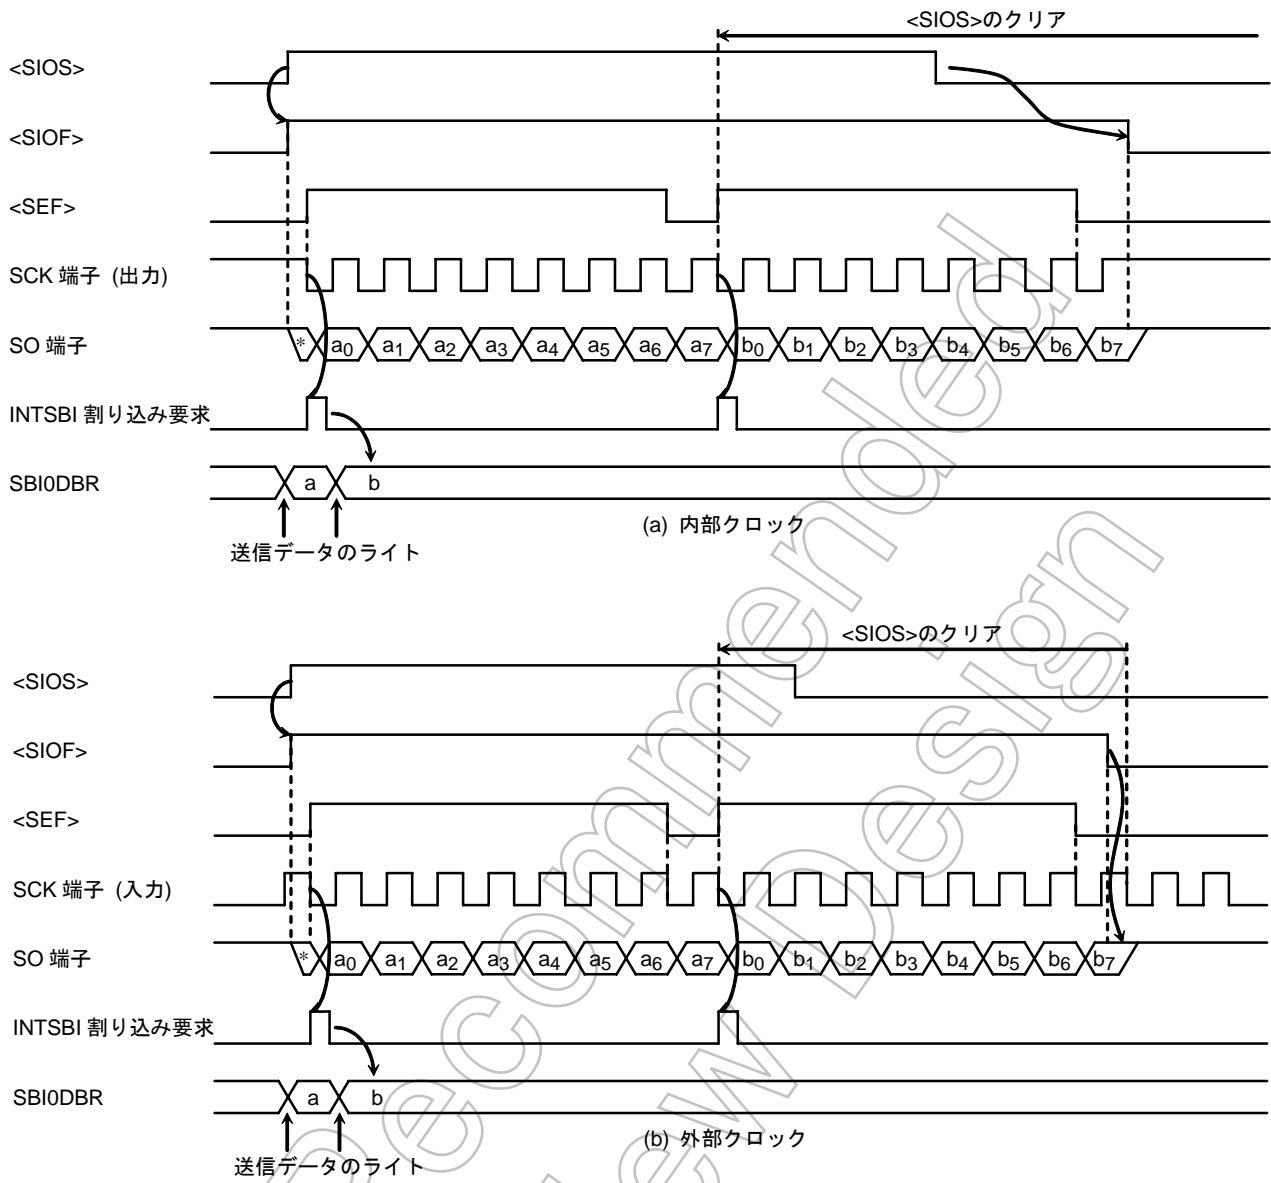 <SIOS>のクリア
<SIOS>
<SIOF>
<SEF>
SCK 端子 (出力)
SO 端子
* a0 a1 a2 a3 a4 a5 a6 a7 b0 b1 b2 b3 b4 b5 b6 b7
INTSBI 割り込み要求
SBI0DBR
a b
(a) 内部クロック
送信データのライト
<SIOS>のクリア
<SIOS>
<SIOF>
<SEF>
SCK 端子 (入力)
SO 端子
* a0 a1 a2 a3 a4 a5 a6 a7 b0 b1 b2 b3 b4 b5 b6 b7
INTSBI 割り込み要求
SBI0DBR
a b
(b) 外部クロック
送信データのライト
Recommended
New Design